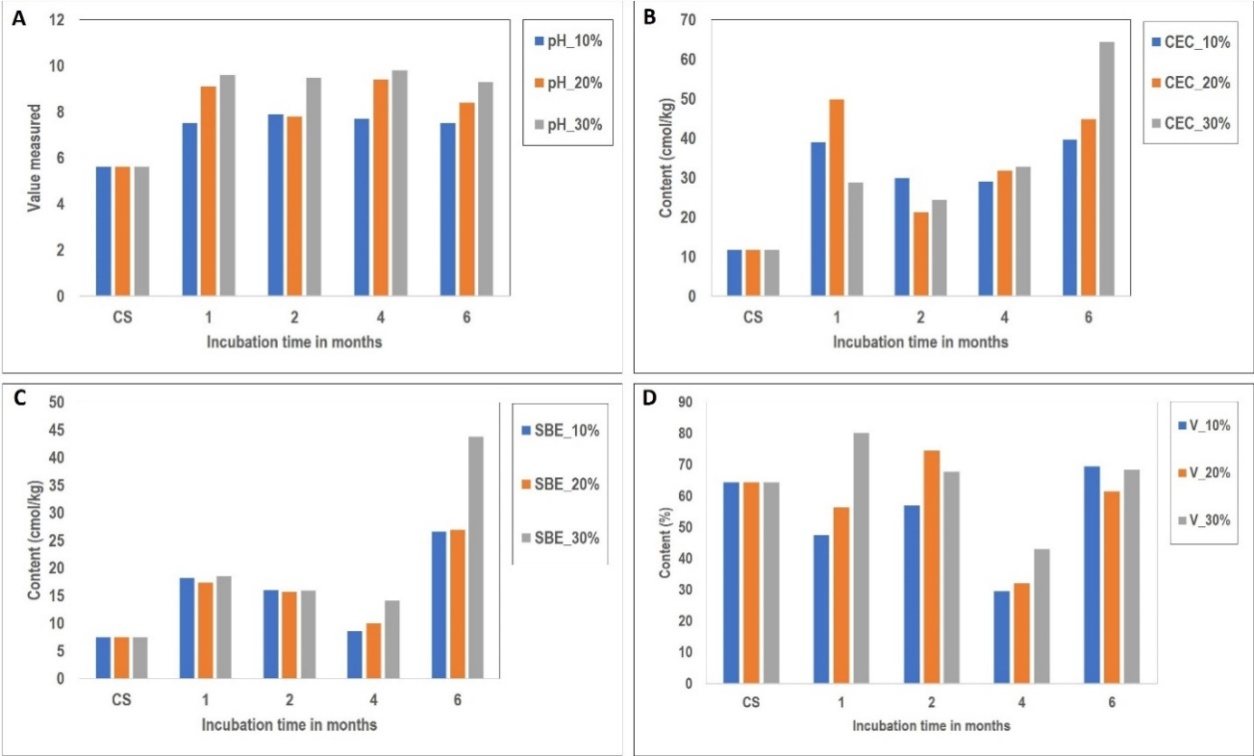 A
12
10
8
6
4
2
0
Value measured
CS 1 2 4 6
Incubation time in months
pH_10%
pH_20%
pH_30%
B
70
60
50
40
30
20
10
0
Content (cmol/kg)
CS 1 2 4 6
Incubation time in months
CEC_10%
CEC_20%
CEC_30%
C
50
45
40
35
30
25
20
15
10
5
0
Content (cmol/kg)
CS 1 2 4 6
Incubation time in months
SBE_10%
SBE_20%
SBE_30%
D
90
80
70
60
50
40
30
20
10
0
Content (%)
CS 1 2 4 6
Incubation time in months
V_10%
V_20%
V_30%